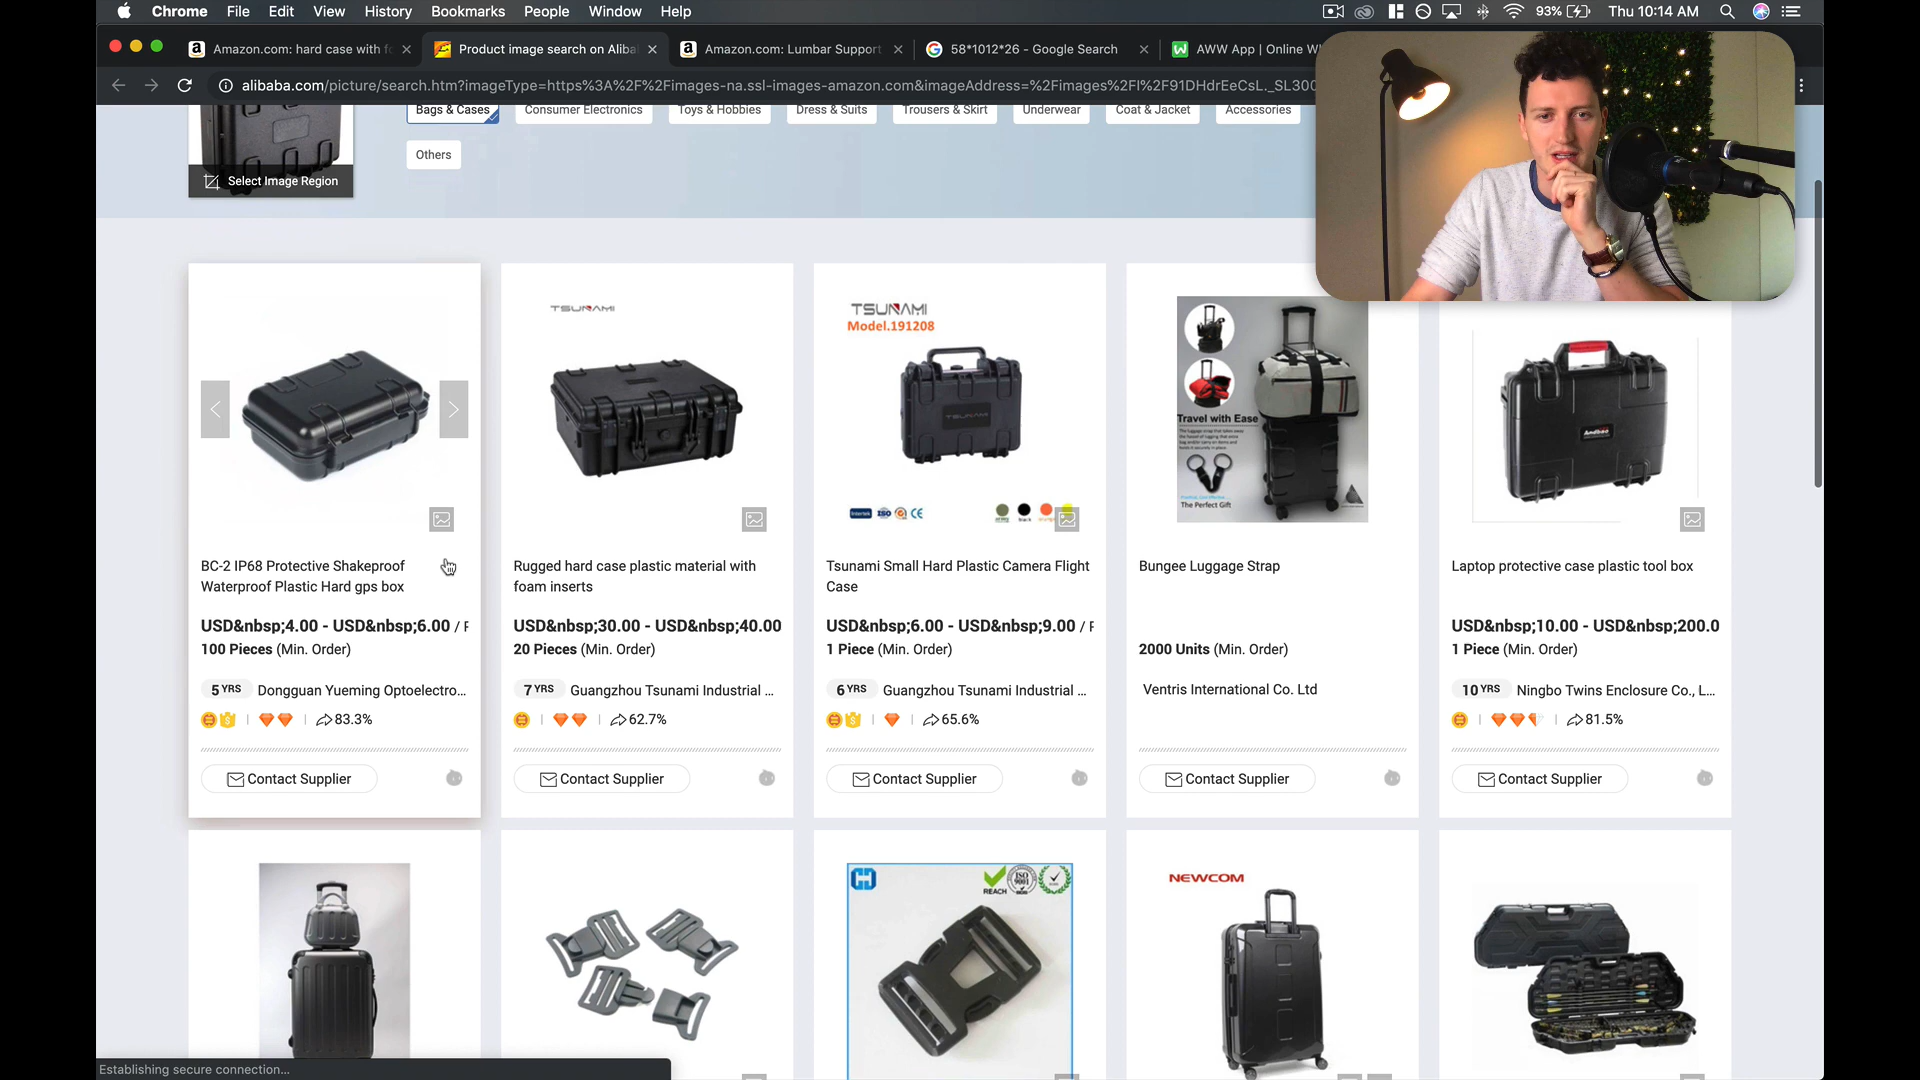 Chrome File Edit View History Bookmarks People Window Help 93% Thu 10:14 AM
Amazon.com: hard case with fo Product image search on Aliba Amazon.com: Lumbar Support 58*1012*26 - Google Search AWW App | Online Wh
alibaba.com/picture/search.htm?imageType=https%3A%2F%2Fimages-na.ssl-images-amazon.com&imageAddress=%2Fimages%2FI%2F91DHdrEeCsL._SL300
Bags & Cases Consumer Electronics Toys & Hobbies Dress & Suits Trousers & Skirt Underwear Coat & Jacket Accessories
Others
Select Image Region
TSUNAMI
TSUNAMI
Model.191208
TSUNAMI
Intertek ISO CE
black
Travel with Ease
The Perfect Gift
BC-2 IP68 Protective Shakeproof
Waterproof Plastic Hard gps box
USD&nbsp;4.00 - USD&nbsp;6.00 / P
100 Pieces (Min. Order)
5 YRS Dongguan Yueming Optoelectro...
83.3%
Contact Supplier
Rugged hard case plastic material with
foam inserts
USD&nbsp;30.00 - USD&nbsp;40.00
20 Pieces (Min. Order)
7 YRS Guangzhou Tsunami Industrial ...
62.7%
Contact Supplier
Tsunami Small Hard Plastic Camera Flight
Case
USD&nbsp;6.00 - USD&nbsp;9.00 / P
1 Piece (Min. Order)
6 YRS Guangzhou Tsunami Industrial ...
65.6%
Contact Supplier
Bungee Luggage Strap
2000 Units (Min. Order)
Ventris International Co. Ltd
Contact Supplier
Laptop protective case plastic tool box
USD&nbsp;10.00 - USD&nbsp;200.0
1 Piece (Min. Order)
10 YRS Ningbo Twins Enclosure Co., L...
81.5%
Contact Supplier
REACH
ISO 9001
NEWCOM
Establishing secure connection...